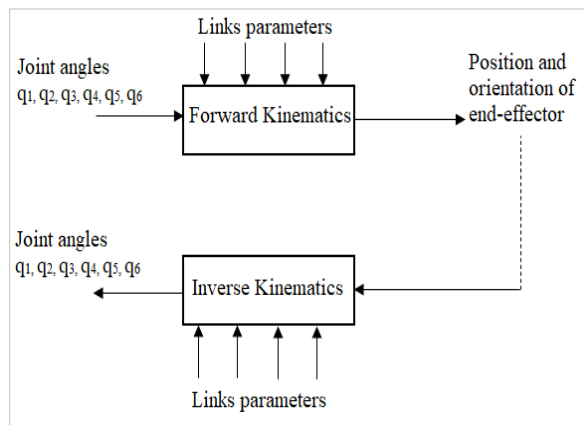 Links parameters
Joint angles
q1, q2, q3, q4, q5, q6
Forward Kinematics
Position and
orientation of
end-effector
Joint angles
q1, q2, q3, q4, q5, q6
Inverse Kinematics
Links parameters